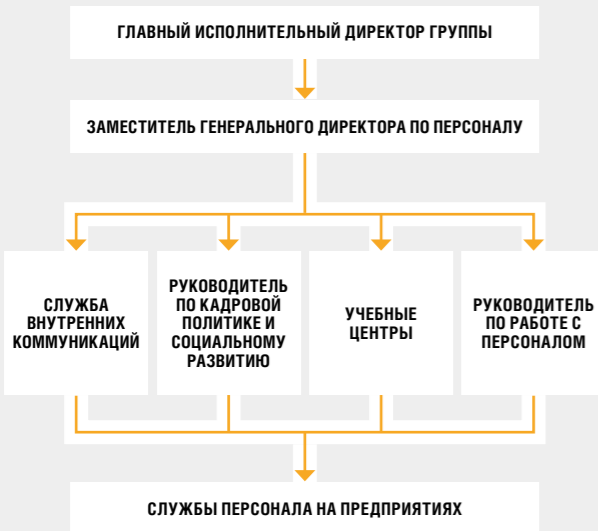 ГЛАВНЫЙ ИСПОЛНИТЕЛЬНЫЙ ДИРЕКТОР ГРУППЫ
ЗАМЕСТИТЕЛЬ ГЕНЕРАЛЬНОГО ДИРЕКТОРА ПО ПЕРСОНАЛУ
СЛУЖБА
ВНУТРЕННИХ
КОММУНИКАЦИЙ
РУКОВОДИТЕЛЬ
ПО КАДРОВОЙ
ПОЛИТИКЕ И
СОЦИАЛЬНОМУ
РАЗВИТИЮ
УЧЕБНЫЕ
ЦЕНТРЫ
РУКОВОДИТЕЛЬ
ПО РАБОТЕ С
ПЕРСОНАЛОМ
СЛУЖБЫ ПЕРСОНАЛА НА ПРЕДПРИЯТИЯХ